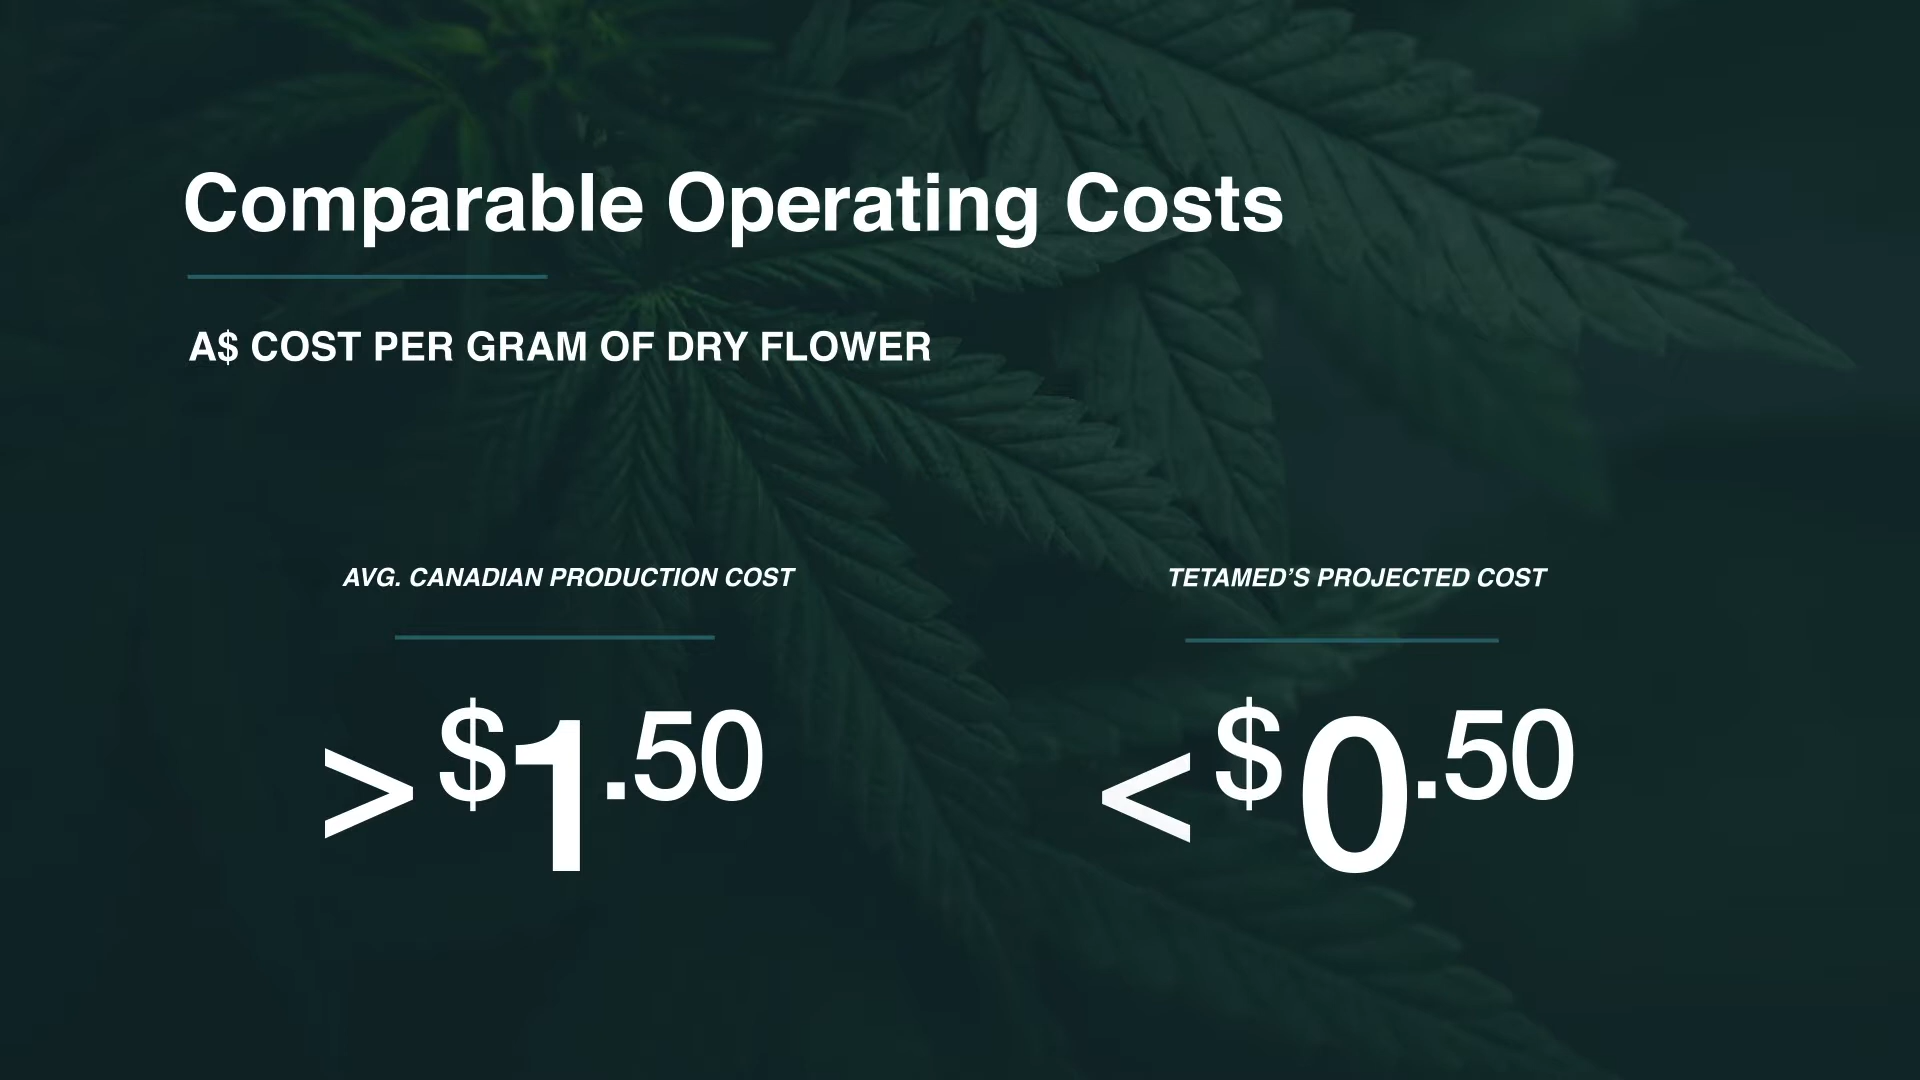 Comparable Operating Costs
A$ COST PER GRAM OF DRY FLOWER
AVG. CANADIAN PRODUCTION COST
>$1.50
TETAMED’S PROJECTED COST
<$0.50